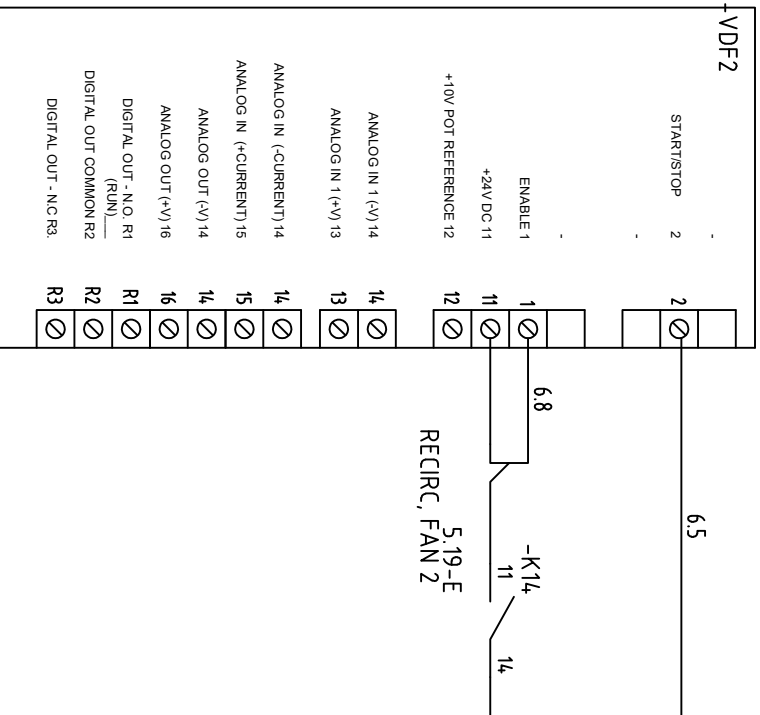 -VDF2
-
START/STOP 2
-
-
ENABLE 1
+24V DC 11
+10V POT REFERENCE 12
ANALOG IN 1 (-V) 14
ANALOG IN 1 (+V) 13
ANALOG IN (-CURRENT) 14
ANALOG IN (+CURRENT) 15
ANALOG OUT (-V) 14
ANALOG OUT (+V) 16
DIGITAL OUT - N.O. R1
(RUN)___
DIGITAL OUT COMMON R2
DIGITAL OUT - N.C R3.
2
1
11
12
14
13
14
15
14
16
R1
R2
R3
6.5
6.8
-K14
11
14
5.19-E
RECIRC, FAN 2